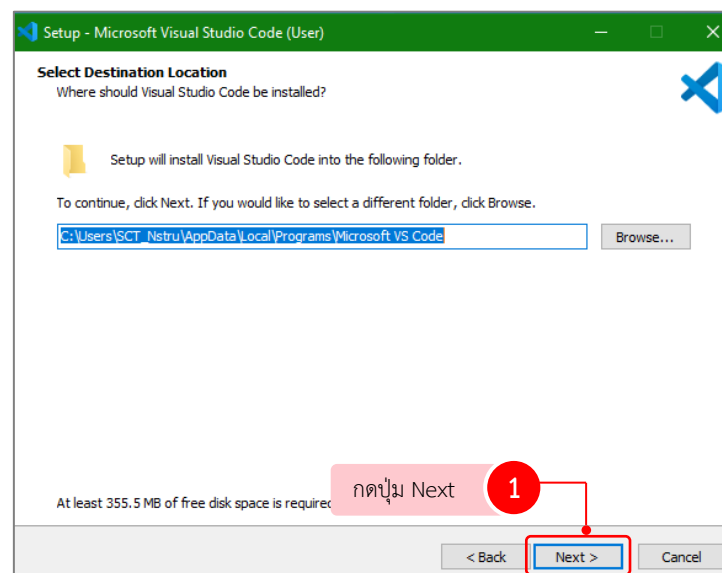 Setup - Microsoft Visual Studio Code (User)
Select Destination Location
Where should Visual Studio Code be installed?
Setup will install Visual Studio Code into the following folder.
To continue, click Next. If you would like to select a different folder, click Browse.
C:\Users\SCT_Nstru\AppData\Local\Programs\Microsoft VS Code
Browse...
กดปุ่ม Next
1
At least 355.5 MB of free disk space is required
< Back
Next >
Cancel